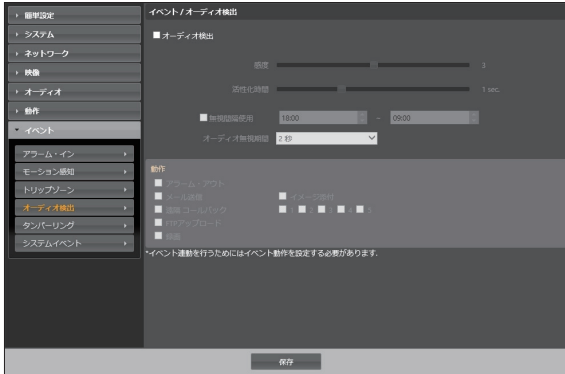 簡単設定
システム
ネットワーク
映像
オーディオ
動作
イベント
アラーム・イン
モーション感知
トリップゾーン
オーディオ検出
タンパーリング
システムイベント
イベント / オーディオ検出
オーディオ検出
感度 3
活性化時間 1 sec.
無視間隔使用 18:00 ~ 09:00
オーディオ無視期間 2 秒
動作
アラーム・アウト
メール送信 イメージ添付
遠隔 コールバック 1 2 3 4 5
FTPアップロード
録画
*イベント連動を行うためにはイベント動作を設定する必要があります.
保存